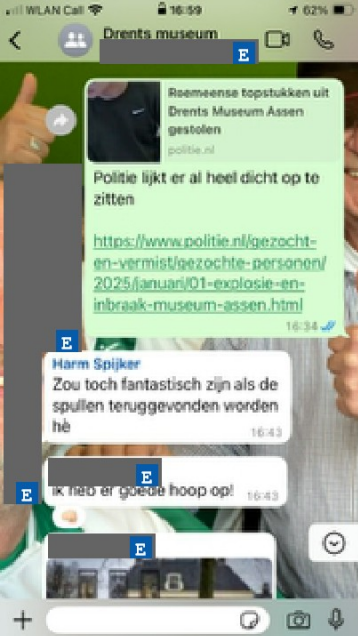 WLAN Call
16:59
62%
Drents museum
E
Roemeense topstukken uit
Drents Museum Assen
gestolen
politie.nl
Politie lijkt er al heel dicht op te
zitten
https://www.politie.nl/gezocht-
en-vermist/gezochte-personen/
2025/januari/01-explosie-en-
inbraak-museum-assen.html
16:34
E
Harm Spijker
Zou toch fantastisch zijn als de
spullen teruggevonden worden
hè
16:43
E
Ik heb er goede hoop op!
16:43
E
E